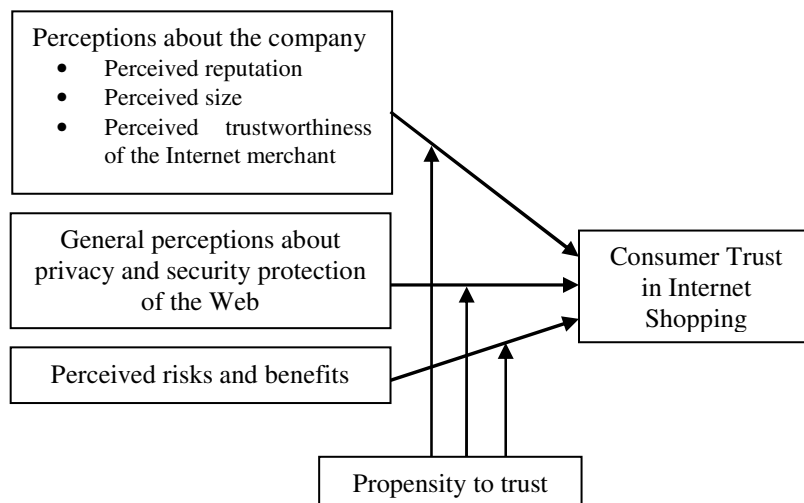 Perceptions about the company
• Perceived reputation
• Perceived size
• Perceived trustworthiness
of the Internet merchant
General perceptions about
privacy and security protection
of the Web
Consumer Trust
in Internet
Shopping
Perceived risks and benefits
Propensity to trust